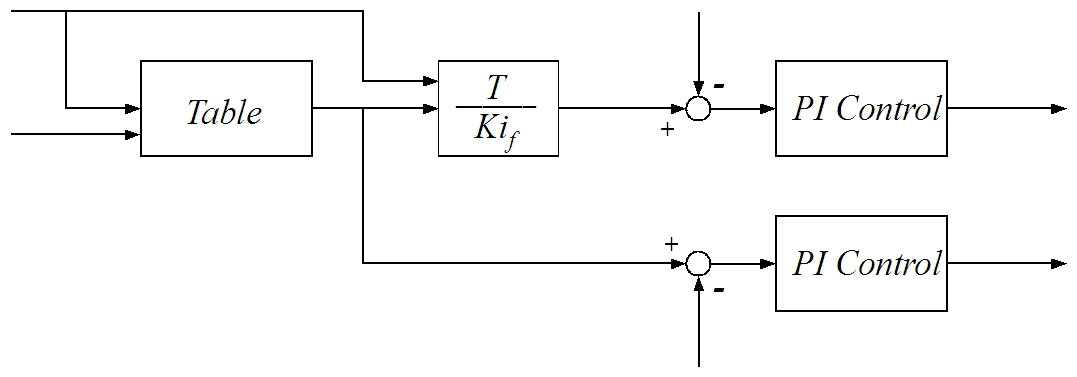 -
Table
T
Ki_f
+
PI Control
+
-
PI Control